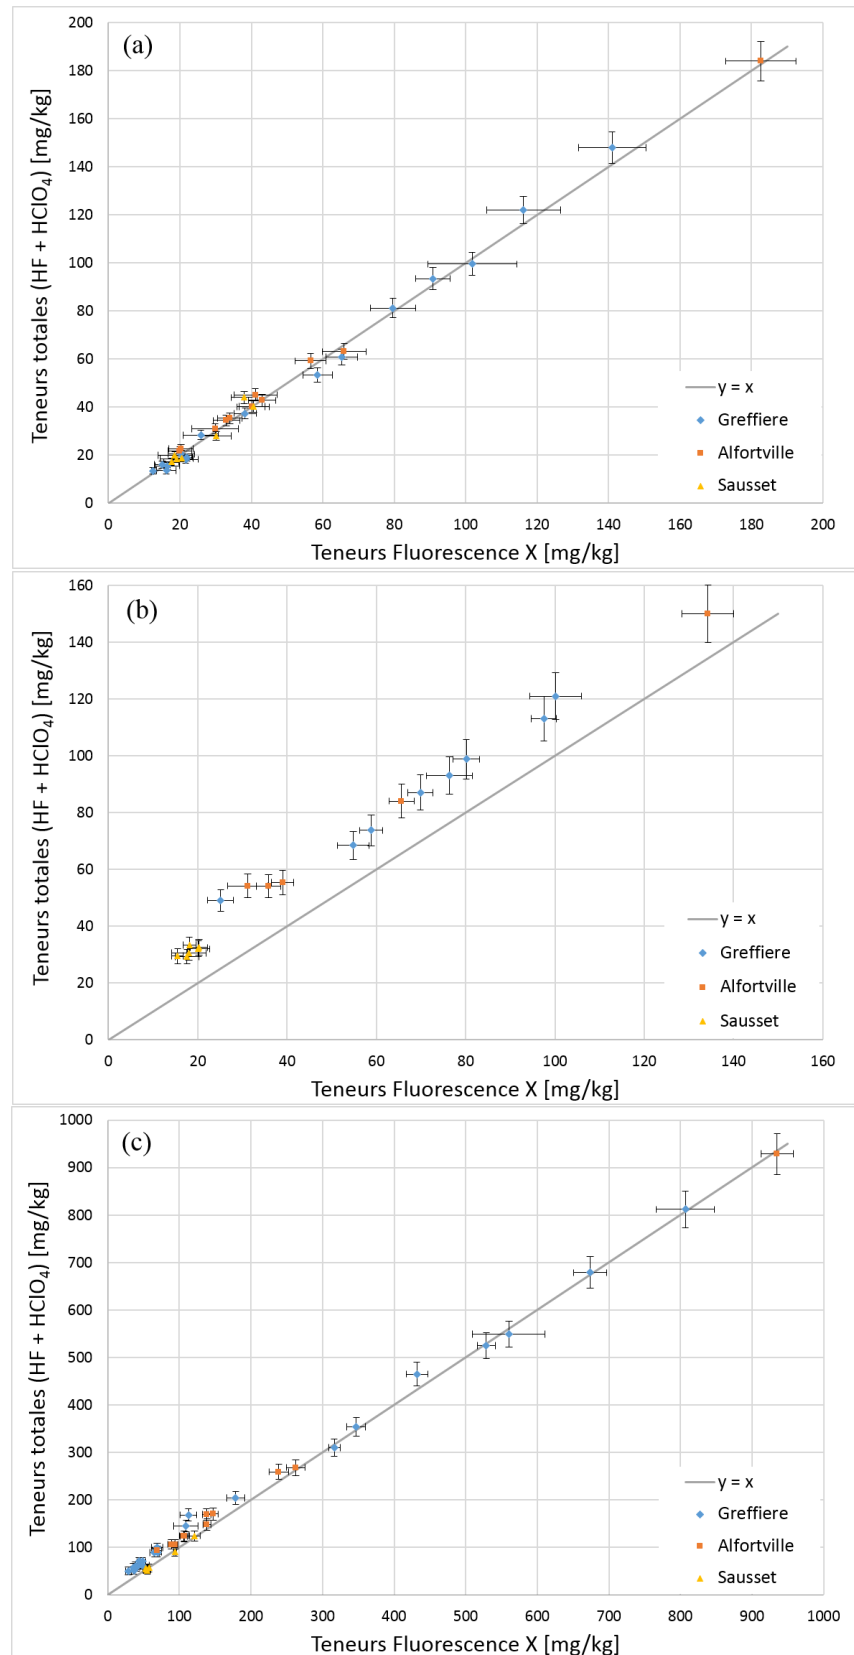 (a)
200
180
160
140
120
100
80
60
40
20
0
Teneurs totales (HF + HClO₄) [mg/kg]
y = x
Greffiere
Alfortville
Sausset
0 20 40 60 80 100 120 140 160 180 200
Teneurs Fluorescence X [mg/kg]
(b)
160
140
120
100
80
60
40
20
0
Teneurs totales (HF + HClO₄) [mg/kg]
y = x
Greffiere
Alfortville
Sausset
0 20 40 60 80 100 120 140 160
Teneurs Fluorescence X [mg/kg]
(c)
1000
900
800
700
600
500
400
300
200
100
0
Teneurs totales (HF + HClO₄) [mg/kg]
y = x
Greffiere
Alfortville
Sausset
0 100 200 300 400 500 600 700 800 900 1000
Teneurs Fluorescence X [mg/kg]